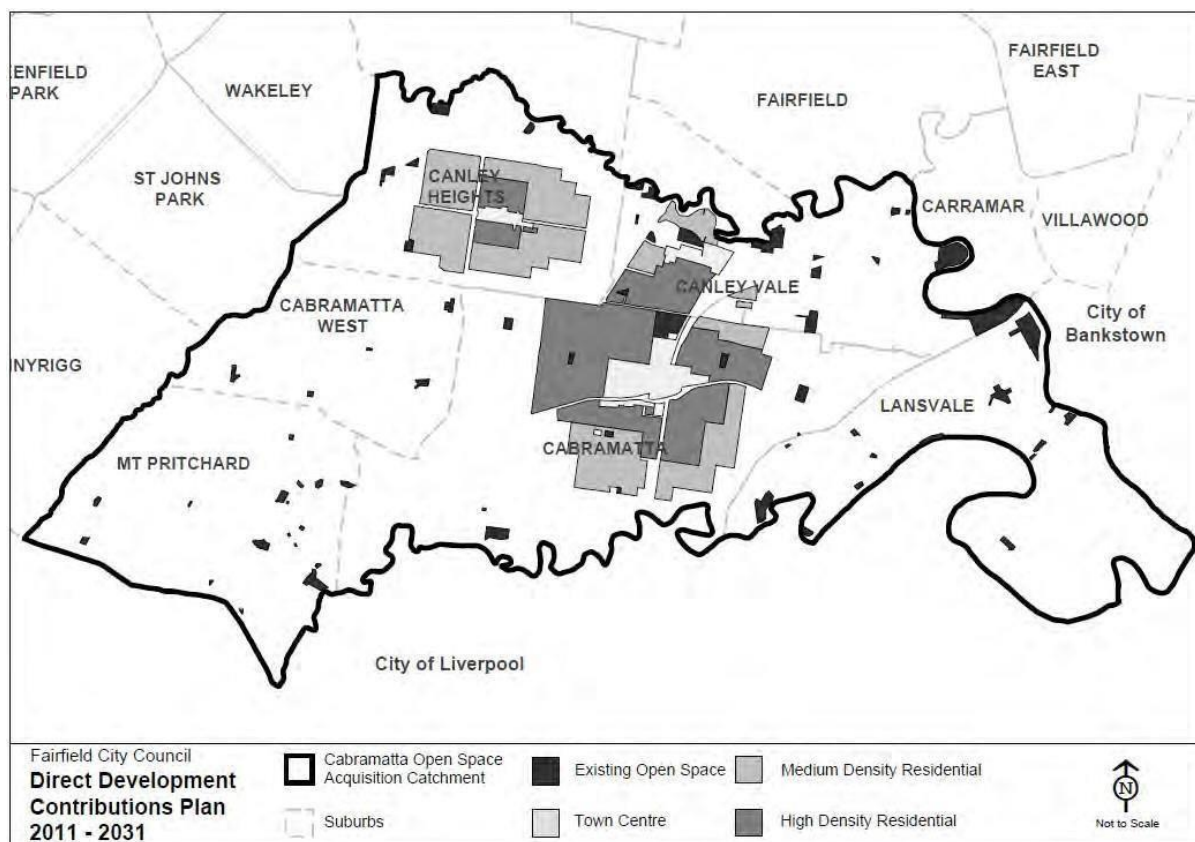 FAIRFIELD
EAST
ENFIELD
PARK
WAKELEY
FAIRFIELD
ST JOHNS
PARK
CANLEY
HEIGHTS
CARRAMAR
VILLAWOOD
CANLEY VALE
CABRAMATTA
WEST
City of
Bankstown
NYRIGG
LANSVALE
CABRAMATTA
MT PRITCHARD
City of Liverpool
Fairfield City Council
Direct Development
Contributions Plan
2011 - 2031
Cabramatta Open Space
Acquisition Catchment
Suburbs
Existing Open Space
Town Centre
Medium Density Residential
High Density Residential
N
Not to Scale